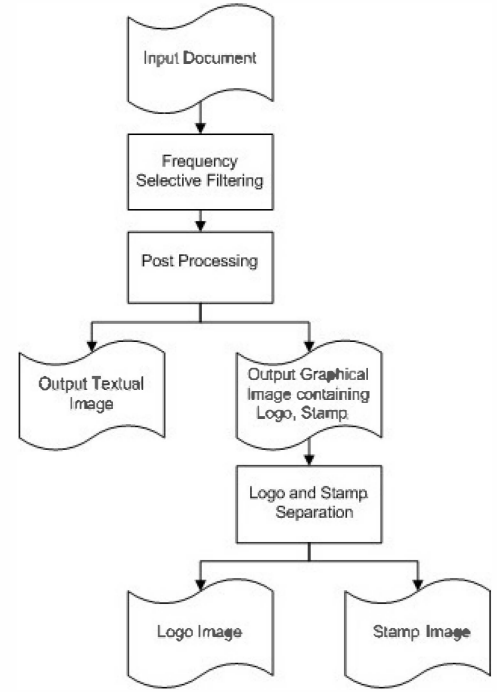 Input Document
Frequency
Selective Filtering
Post Processing
Output Textual
Image
Output Graphical
Image containing
Logo, Stamp
Logo and Stamp
Separation
Logo Image
Stamp Image